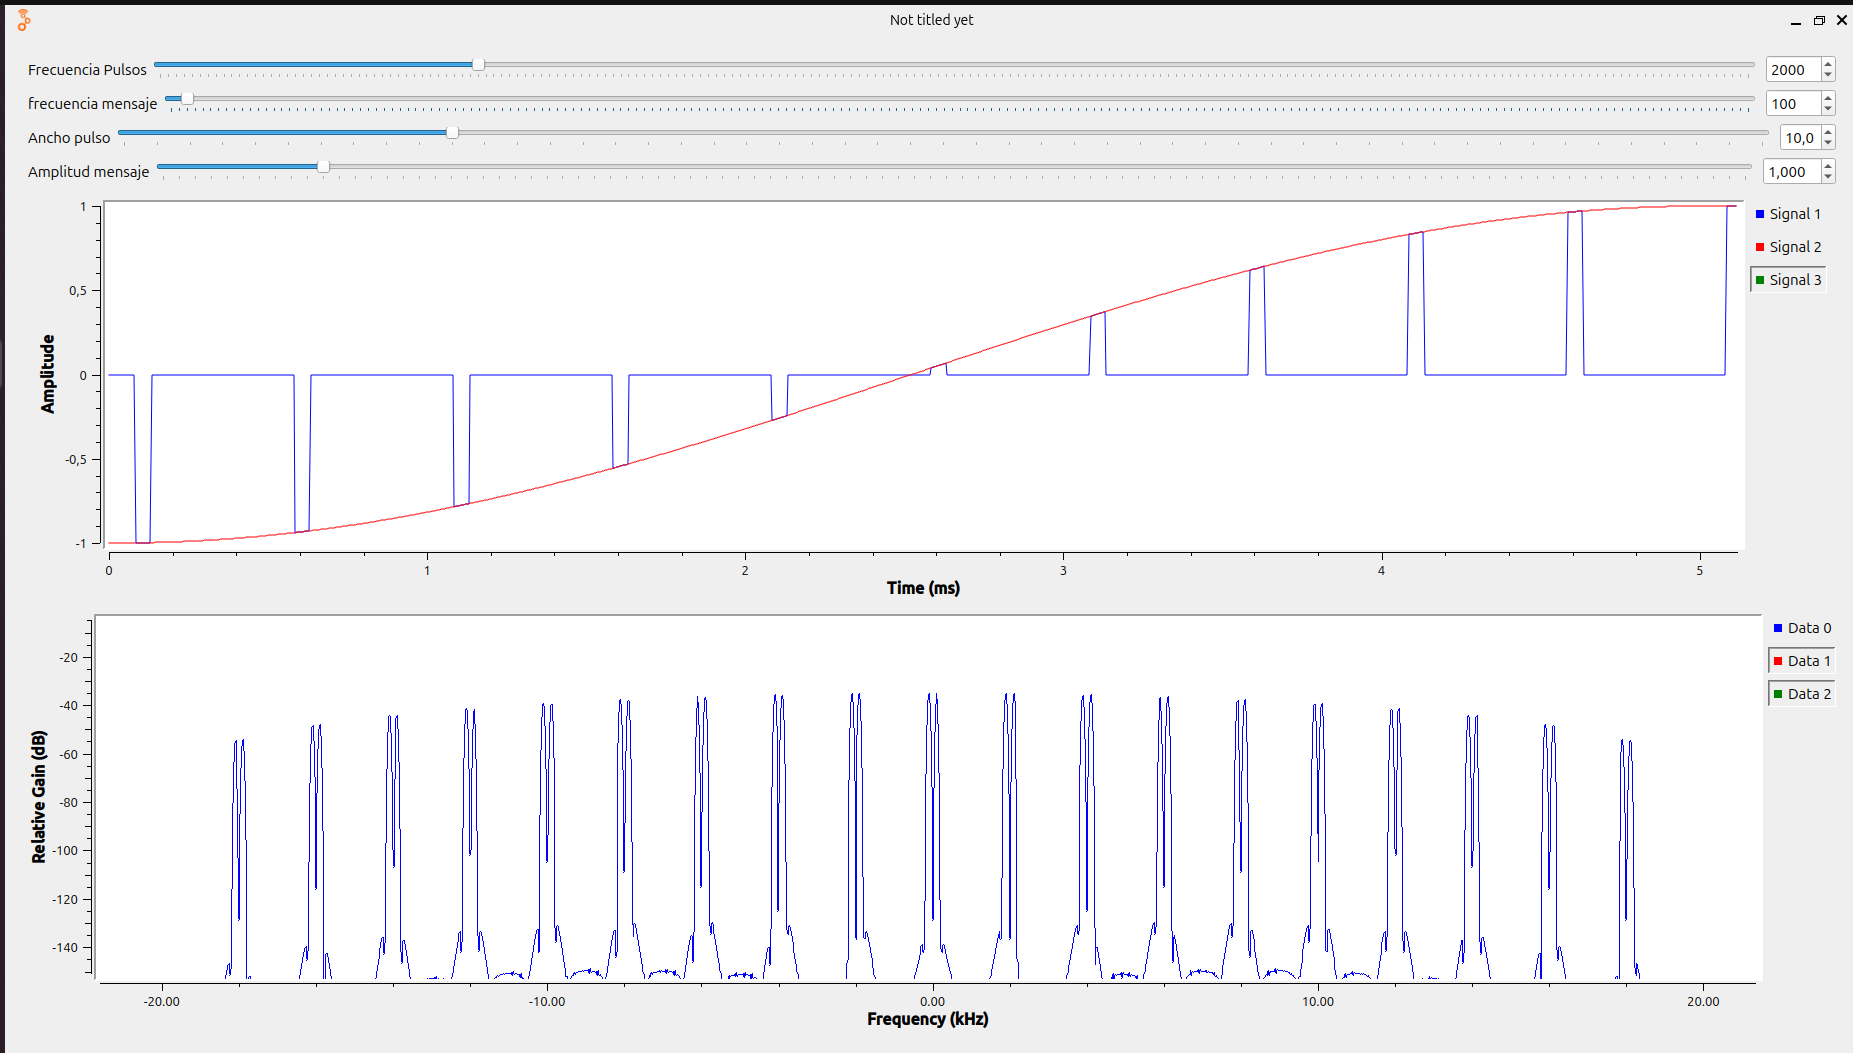 Not titled yet
Frecuencia Pulsos 2000
frecuencia mensaje 100
Ancho pulso 10,0
Amplitud mensaje 1,000
Amplitude
1
0,5
0
-0,5
-1
Signal 1
Signal 2
Signal 3
0 1 2 3 4 5
Time (ms)
Relative Gain (dB)
-20
-40
-60
-80
-100
-120
-140
Data 0
Data 1
Data 2
-20.00 -10.00 0.00 10.00 20.00
Frequency (kHz)